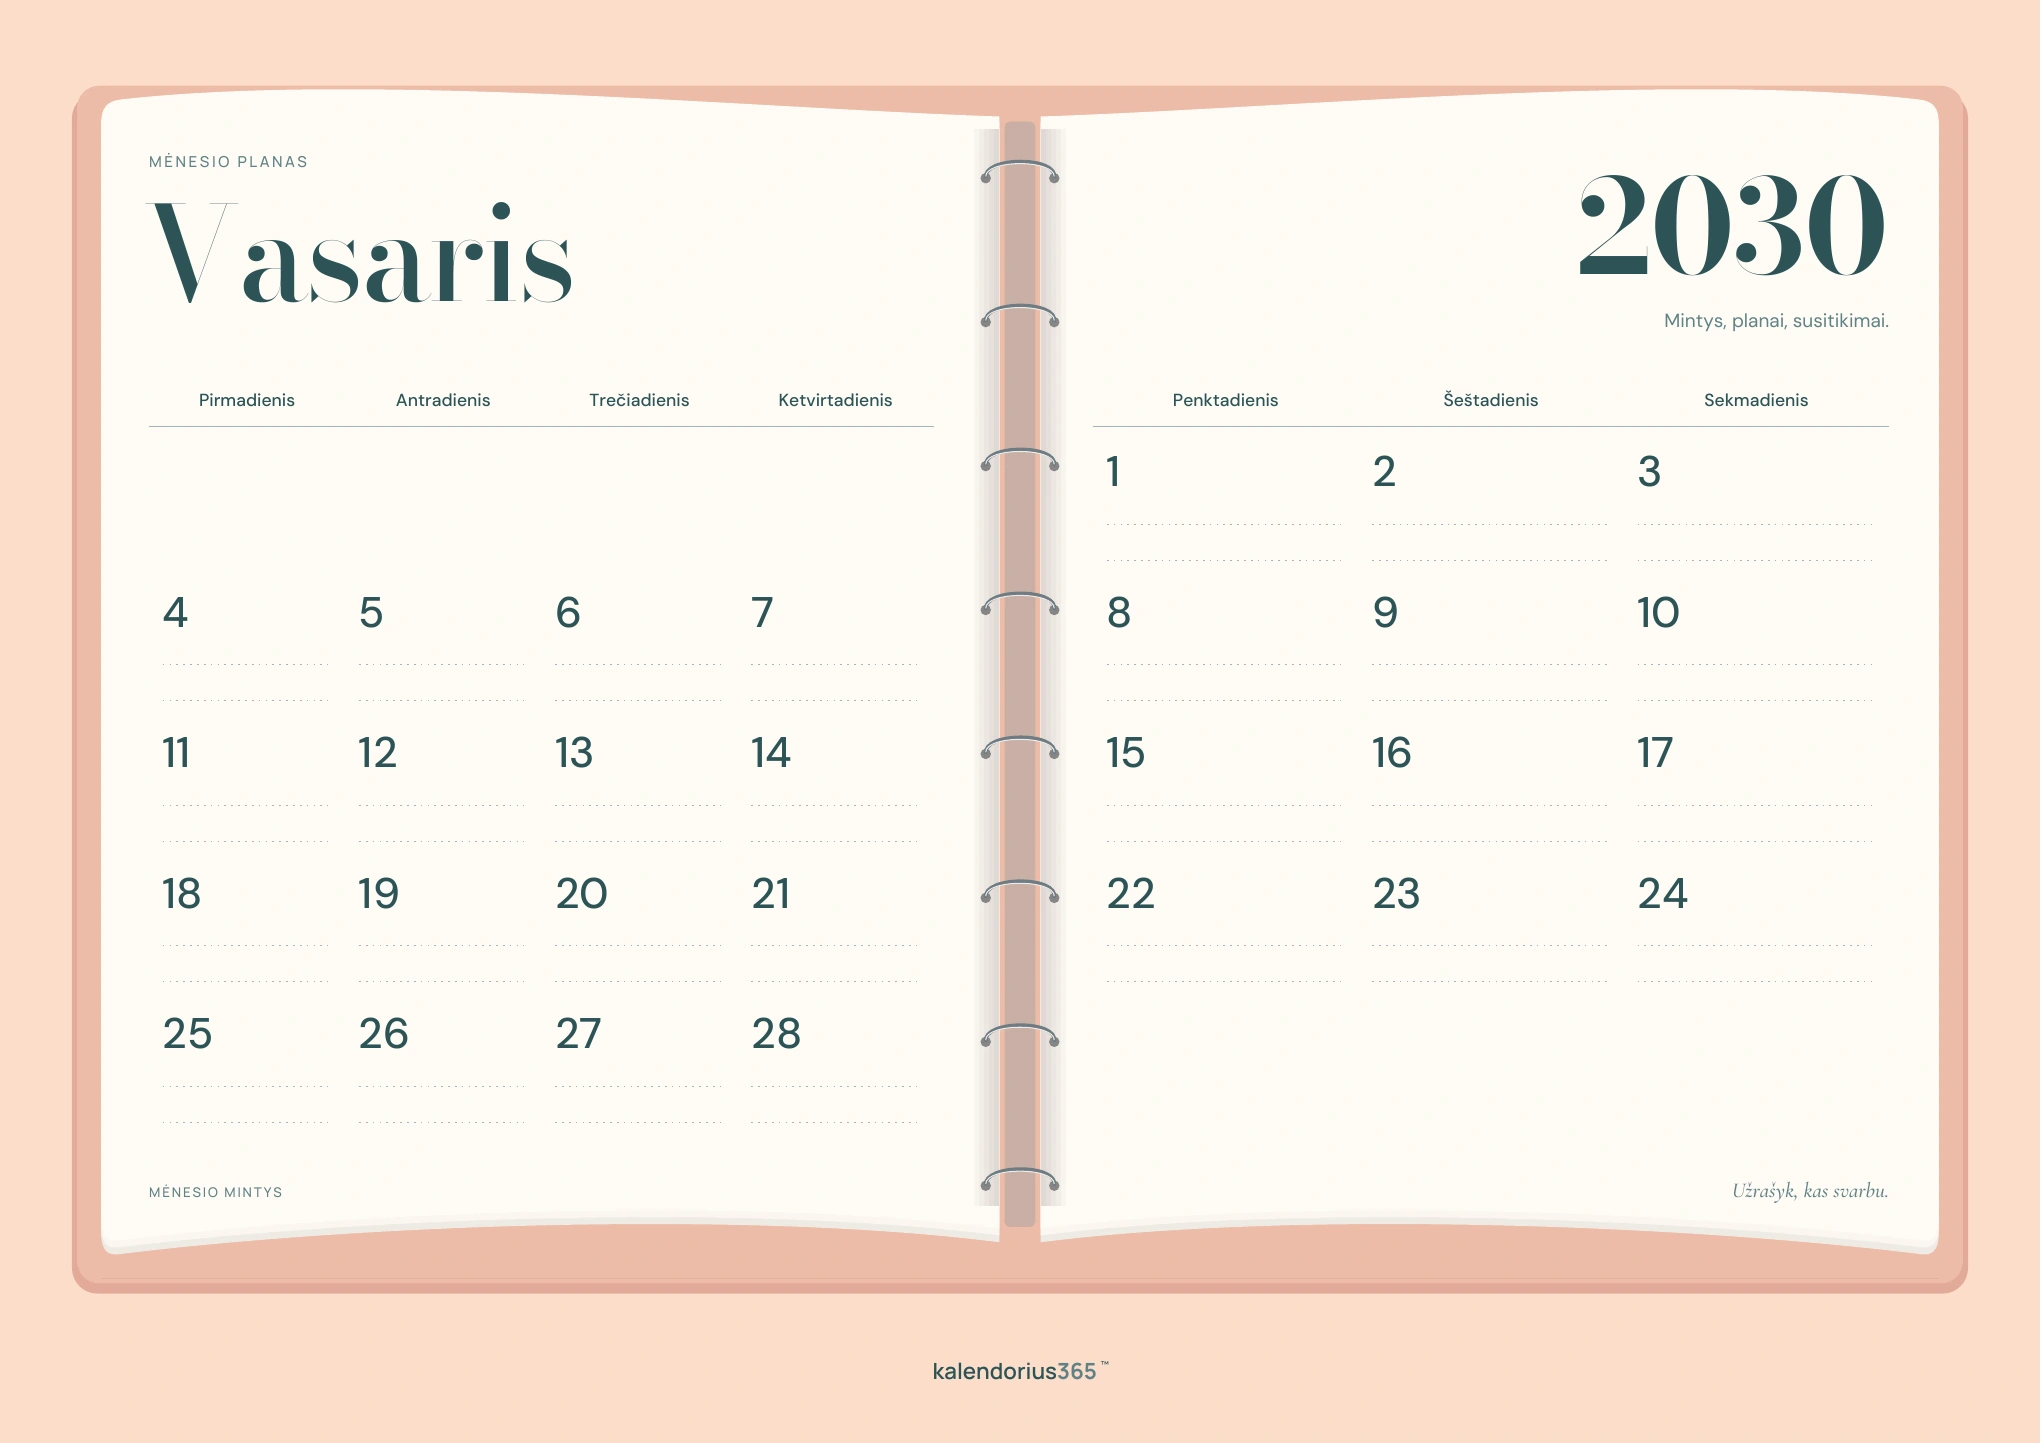 MĖNESIO PLANAS
Vasaris
2030
Mintys, planai, susitikimai.
Pirmadienis Antradienis Trečiadienis Ketvirtadienis Penktadienis Šeštadienis Sekmadienis
1 2 3
4 5 6 7 8 9 10
11 12 13 14 15 16 17
18 19 20 21 22 23 24
25 26 27 28
MĖNESIO MINTYS
Užrašyk, kas svarbu.
kalendorius365™